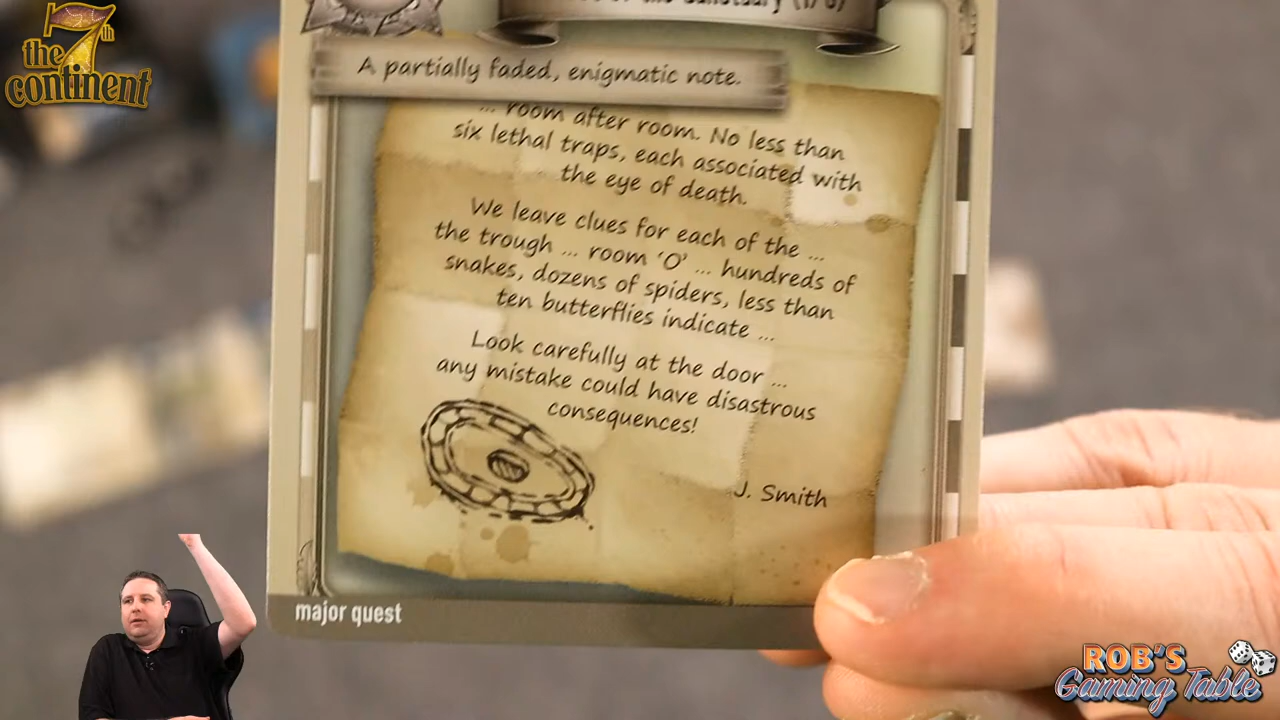 the 7th continent
Sanctuary
A partially faded, enigmatic note.
... room after room. No less than
six lethal traps, each associated with
the eye of death.
We leave clues for each of the ...
the trough ... room 'O' ... hundreds of
snakes, dozens of spiders, less than
ten butterflies indicate ...
Look carefully at the door ...
any mistake could have disastrous
consequences!
J. Smith
major quest
ROB'S
Gaming Table